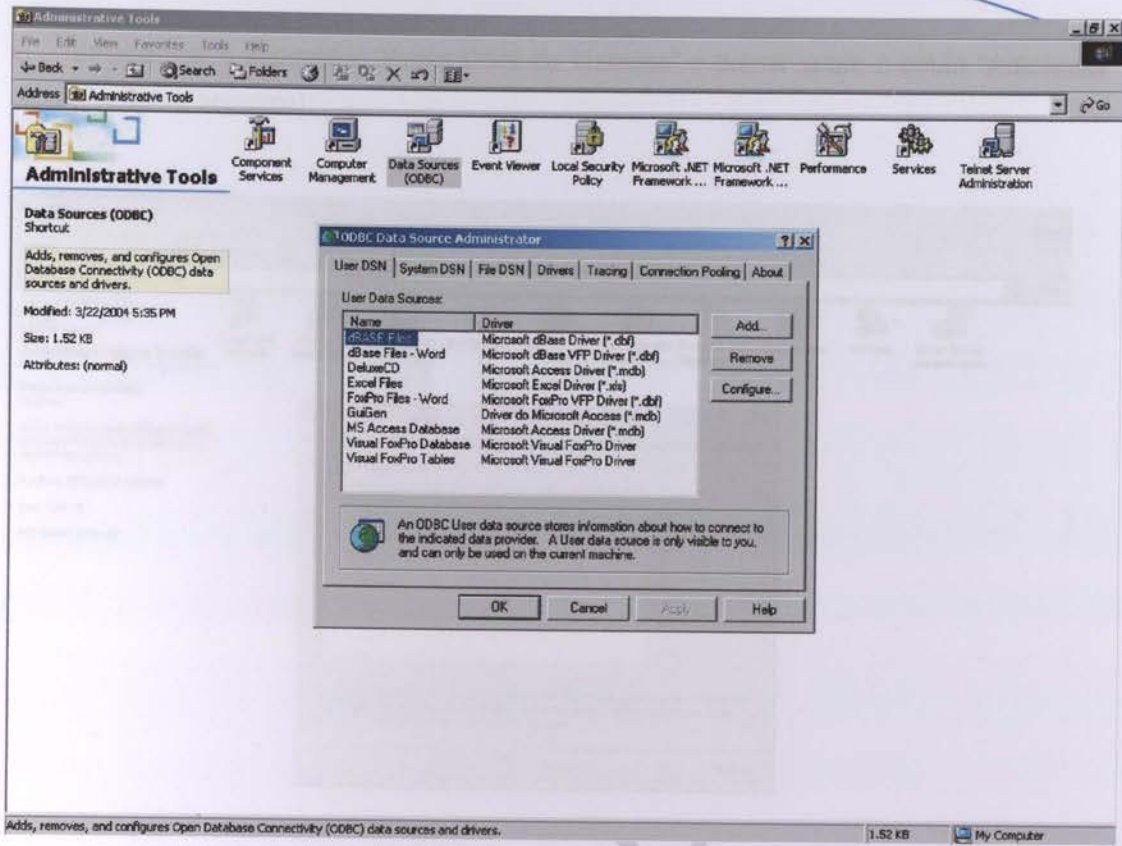 Administrative Tools
File Edit View Favorites Tools Help
Back Search Folders
Address Administrative Tools Go
Administrative Tools
Component Services
Computer Management
Data Sources (ODBC)
Event Viewer
Local Security Policy
Microsoft .NET Framework ...
Microsoft .NET Framework ...
Performance
Services
Telnet Server Administration
Data Sources (ODBC)
Shortcut
Adds, removes, and configures Open
Database Connectivity (ODBC) data
sources and drivers.
Modified: 3/22/2004 5:35 PM
Size: 1.52 KB
Attributes: (normal)
ODBC Data Source Administrator
User DSN System DSN File DSN Drivers Tracing Connection Pooling About
User Data Sources:
Name Driver
dBASE Files Microsoft dBase Driver (*.dbf)
dBase Files - Word Microsoft dBase VFP Driver (*.dbf)
DeluxeCD Microsoft Access Driver (*.mdb)
Excel Files Microsoft Excel Driver (*.xls)
FoxPro Files - Word Microsoft FoxPro VFP Driver (*.dbf)
GuiGen Driver do Microsoft Access (*.mdb)
MS Access Database Microsoft Access Driver (*.mdb)
Visual FoxPro Database Microsoft Visual FoxPro Driver
Visual FoxPro Tables Microsoft Visual FoxPro Driver
Add...
Remove
Configure...
An ODBC User data source stores information about how to connect to
the indicated data provider. A User data source is only visible to you,
and can only be used on the current machine.
OK Cancel Apply Help
Adds, removes, and configures Open Database Connectivity (ODBC) data sources and drivers. 1.52 KB My Computer